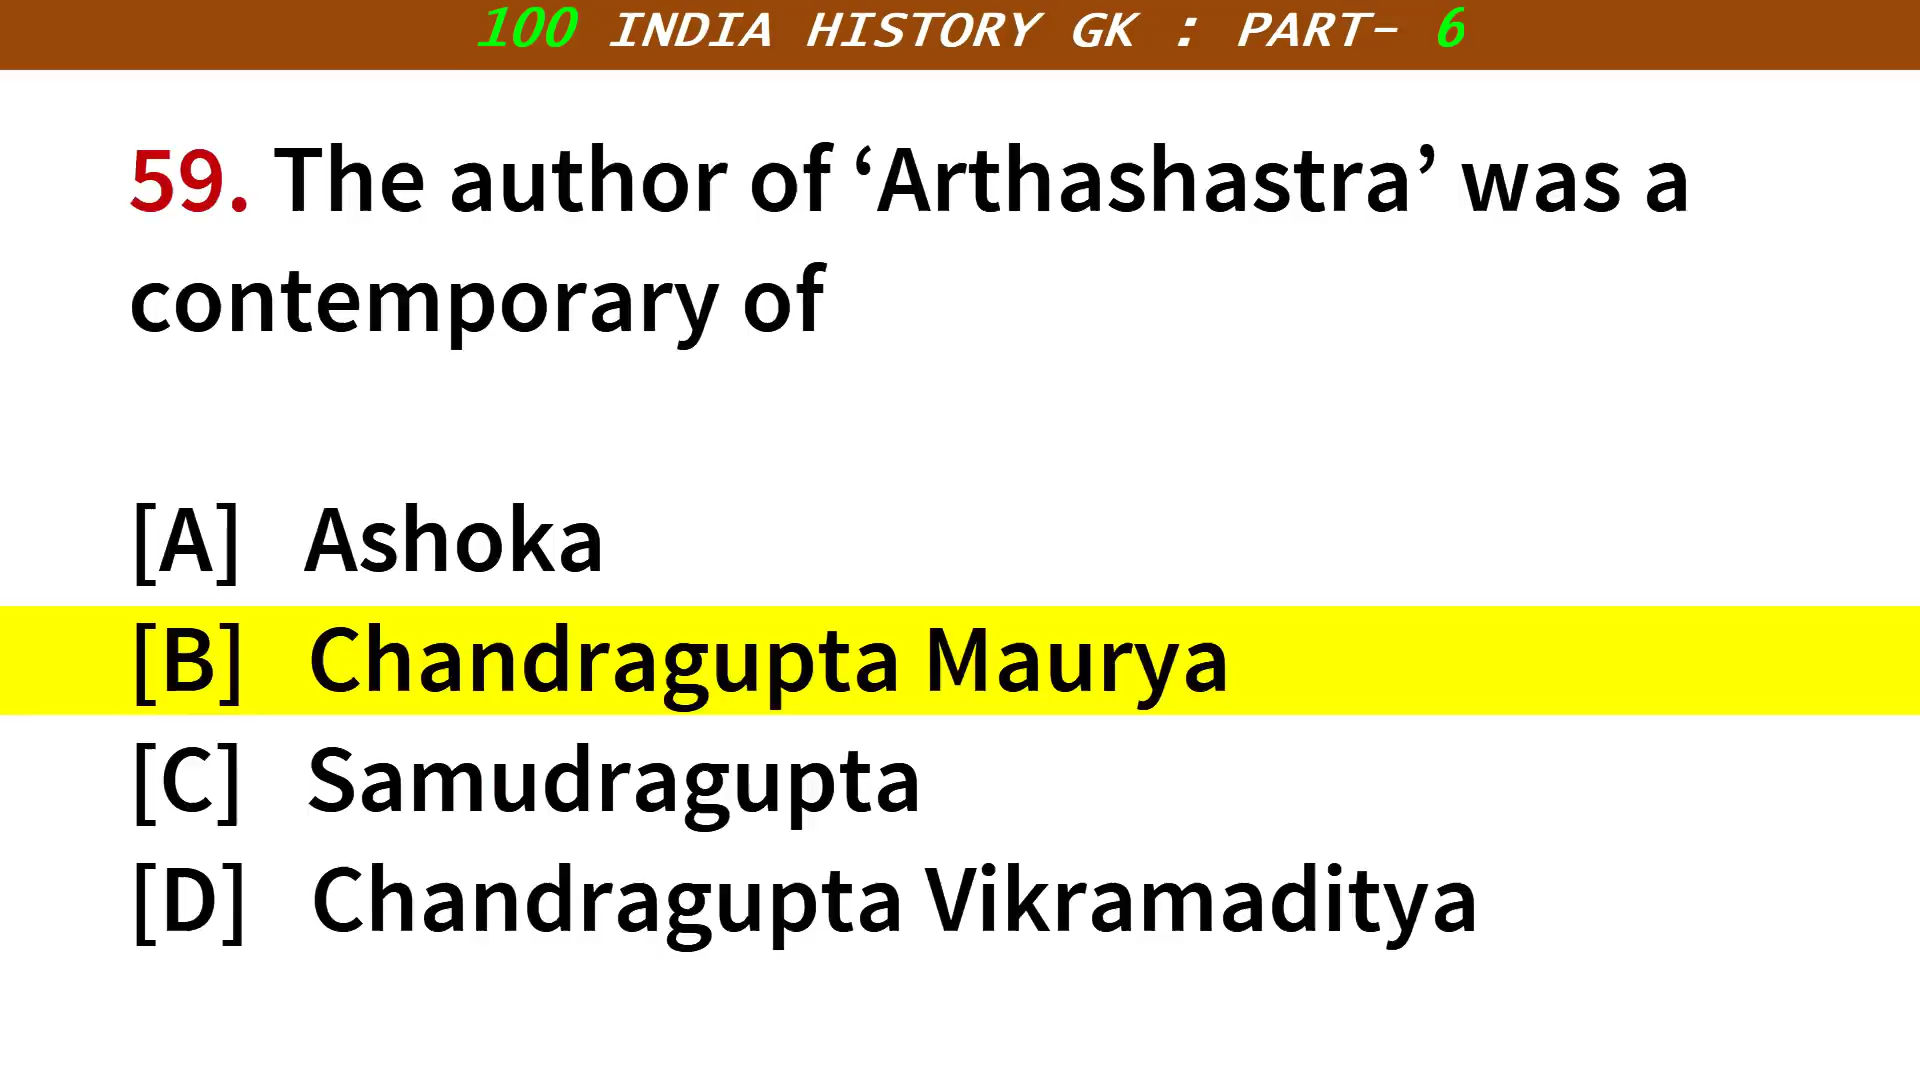 100 INDIA HISTORY GK : PART- 6
59. The author of ‘Arthashastra’ was a
contemporary of
[A] Ashoka
[B] Chandragupta Maurya
[C] Samudragupta
[D] Chandragupta Vikramaditya